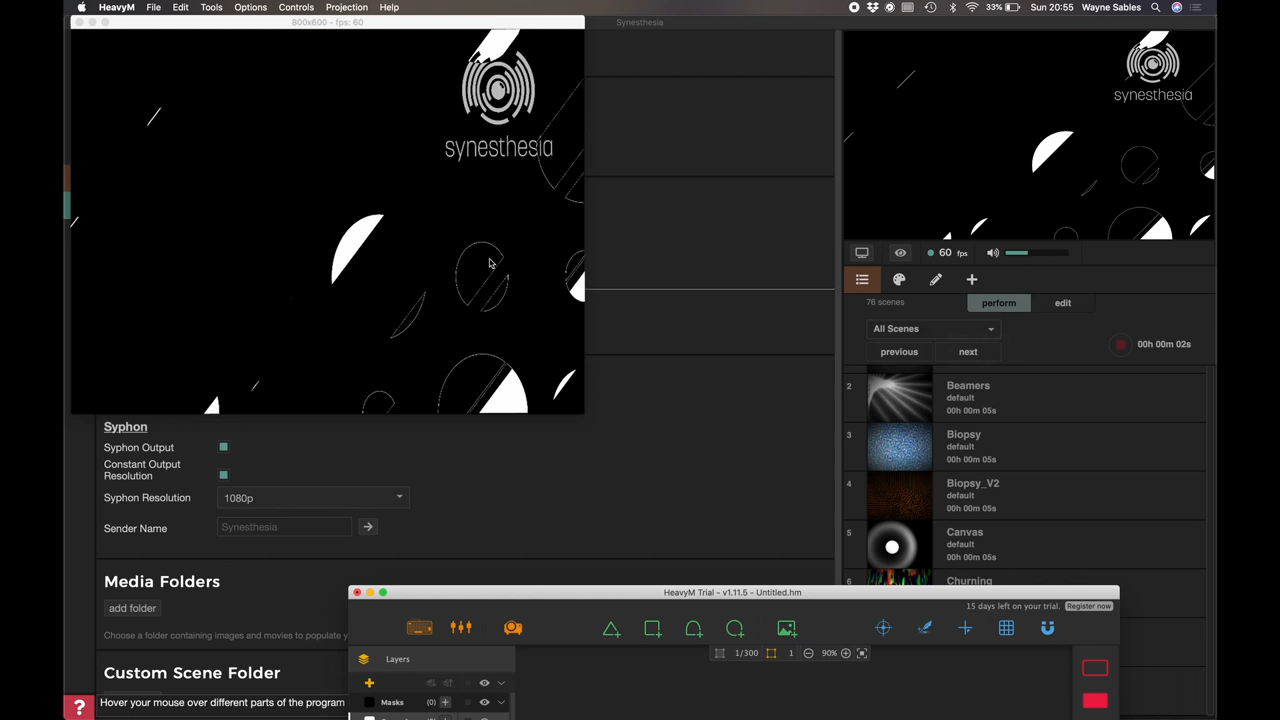 HeavyM File Edit Tools Options Controls Projection Help 33% Sun 20:55 Wayne Sables
800x600 - fps: 60
Synesthesia
synesthesia
synesthesia
60 fps
76 scenes
perform edit
All Scenes
previous next
00h 00m 02s
2 Beamers
default
00h 00m 05s
3 Biopsy
default
00h 00m 05s
4 Biopsy_V2
default
00h 00m 05s
5 Canvas
default
00h 00m 05s
6 Churning
Syphon
Syphon Output
Constant Output
Resolution
Syphon Resolution 1080p
Sender Name Synesthesia
Media Folders
add folder
Choose a folder containing images and movies to populate y
Custom Scene Folder
? Hover your mouse over different parts of the program
HeavyM Trial - v1.11.5 - Untitled.hm
15 days left on your trial. Register now
1/300 1 90%
Layers
Masks (0)